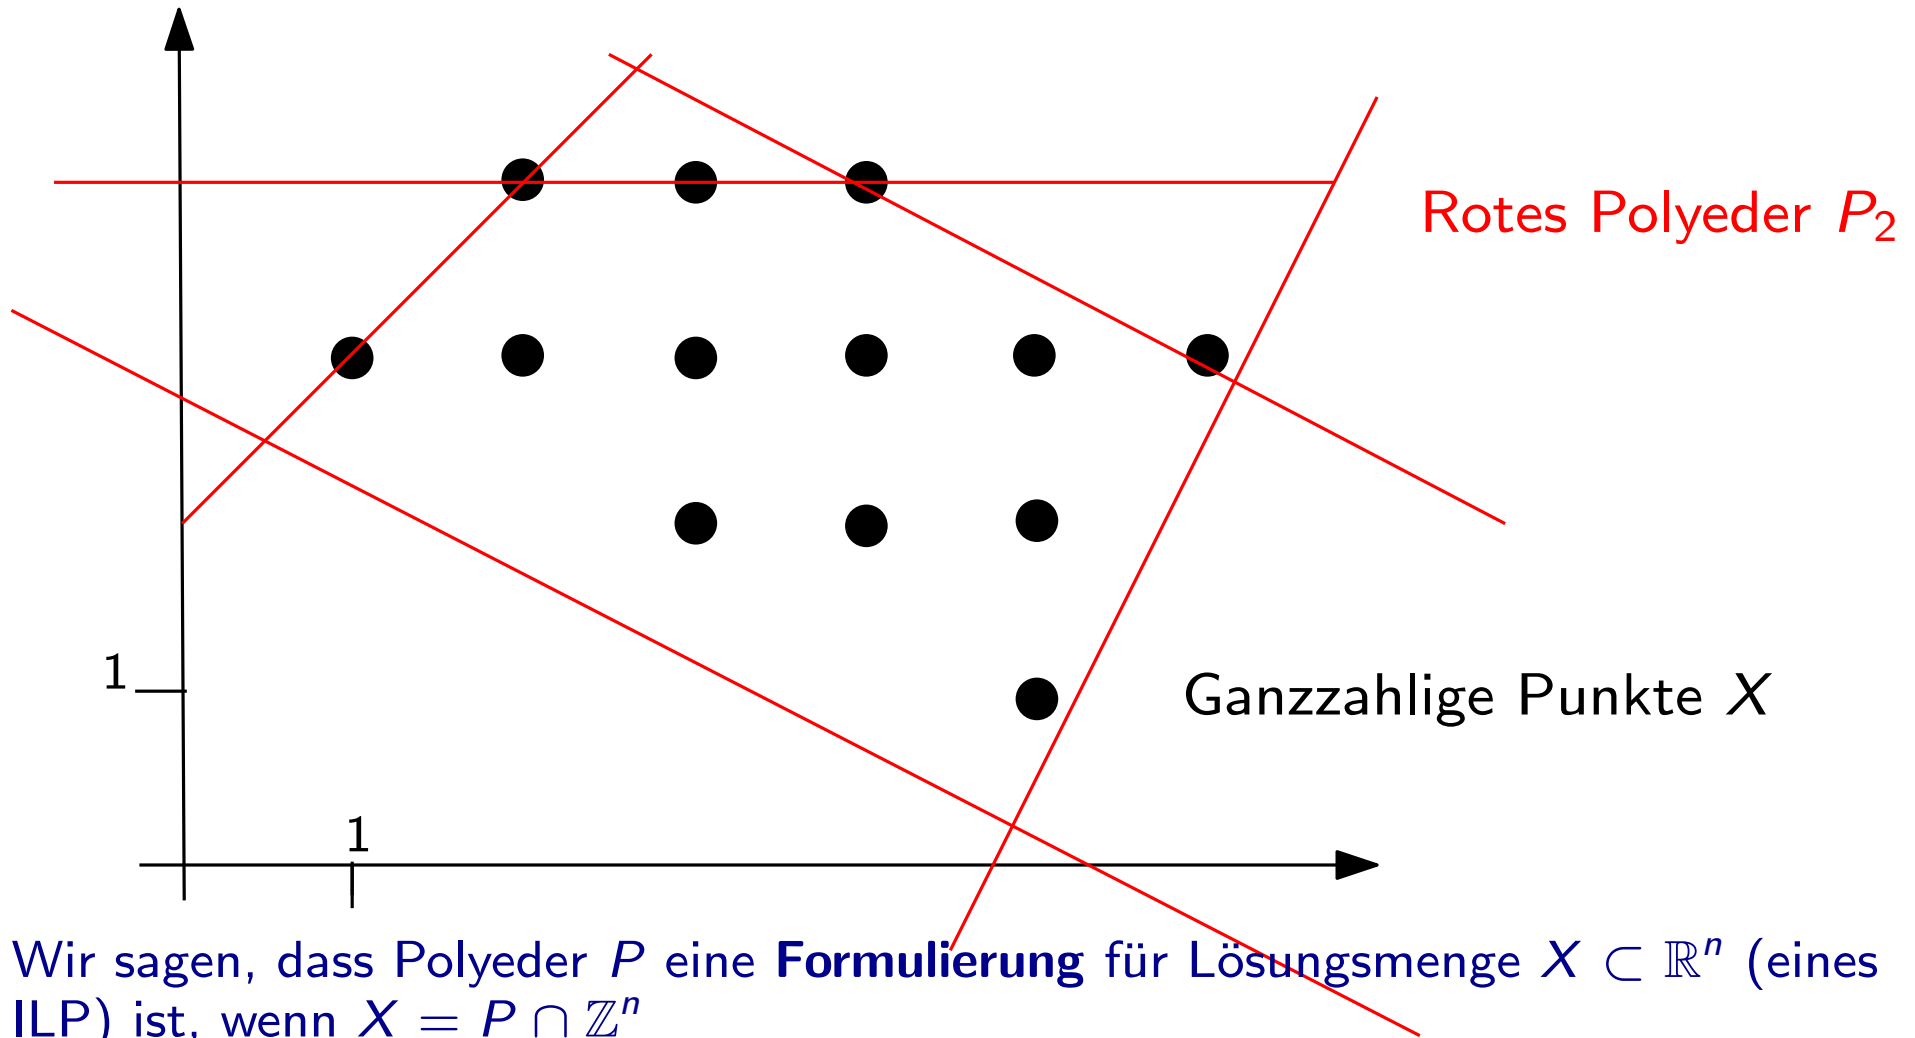 Rotes Polyeder P₂
1
Ganzzahlige Punkte X
1
Wir sagen, dass Polyeder P eine Formulierung für Lösungsmenge X ⊂ ℝⁿ (eines
ILP) ist, wenn X = P ∩ ℤⁿ